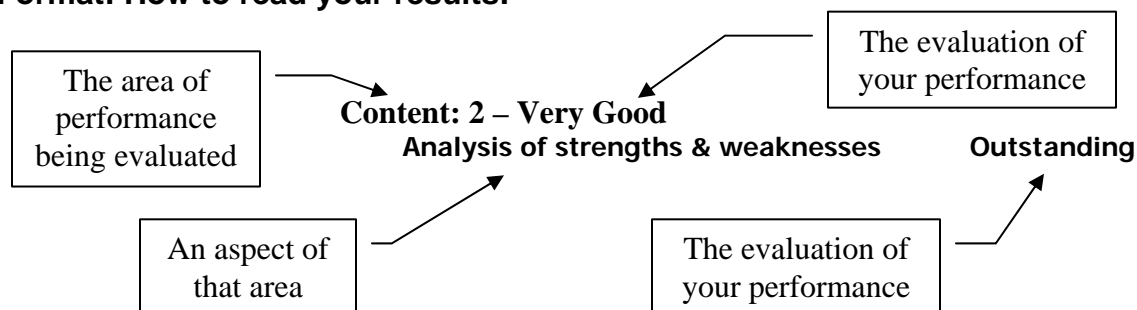 Format: How to read your results:
The evaluation of
your performance
The area of
performance
being evaluated
Content: 2 – Very Good
Analysis of strengths & weaknesses Outstanding
An aspect of
that area
The evaluation of
your performance